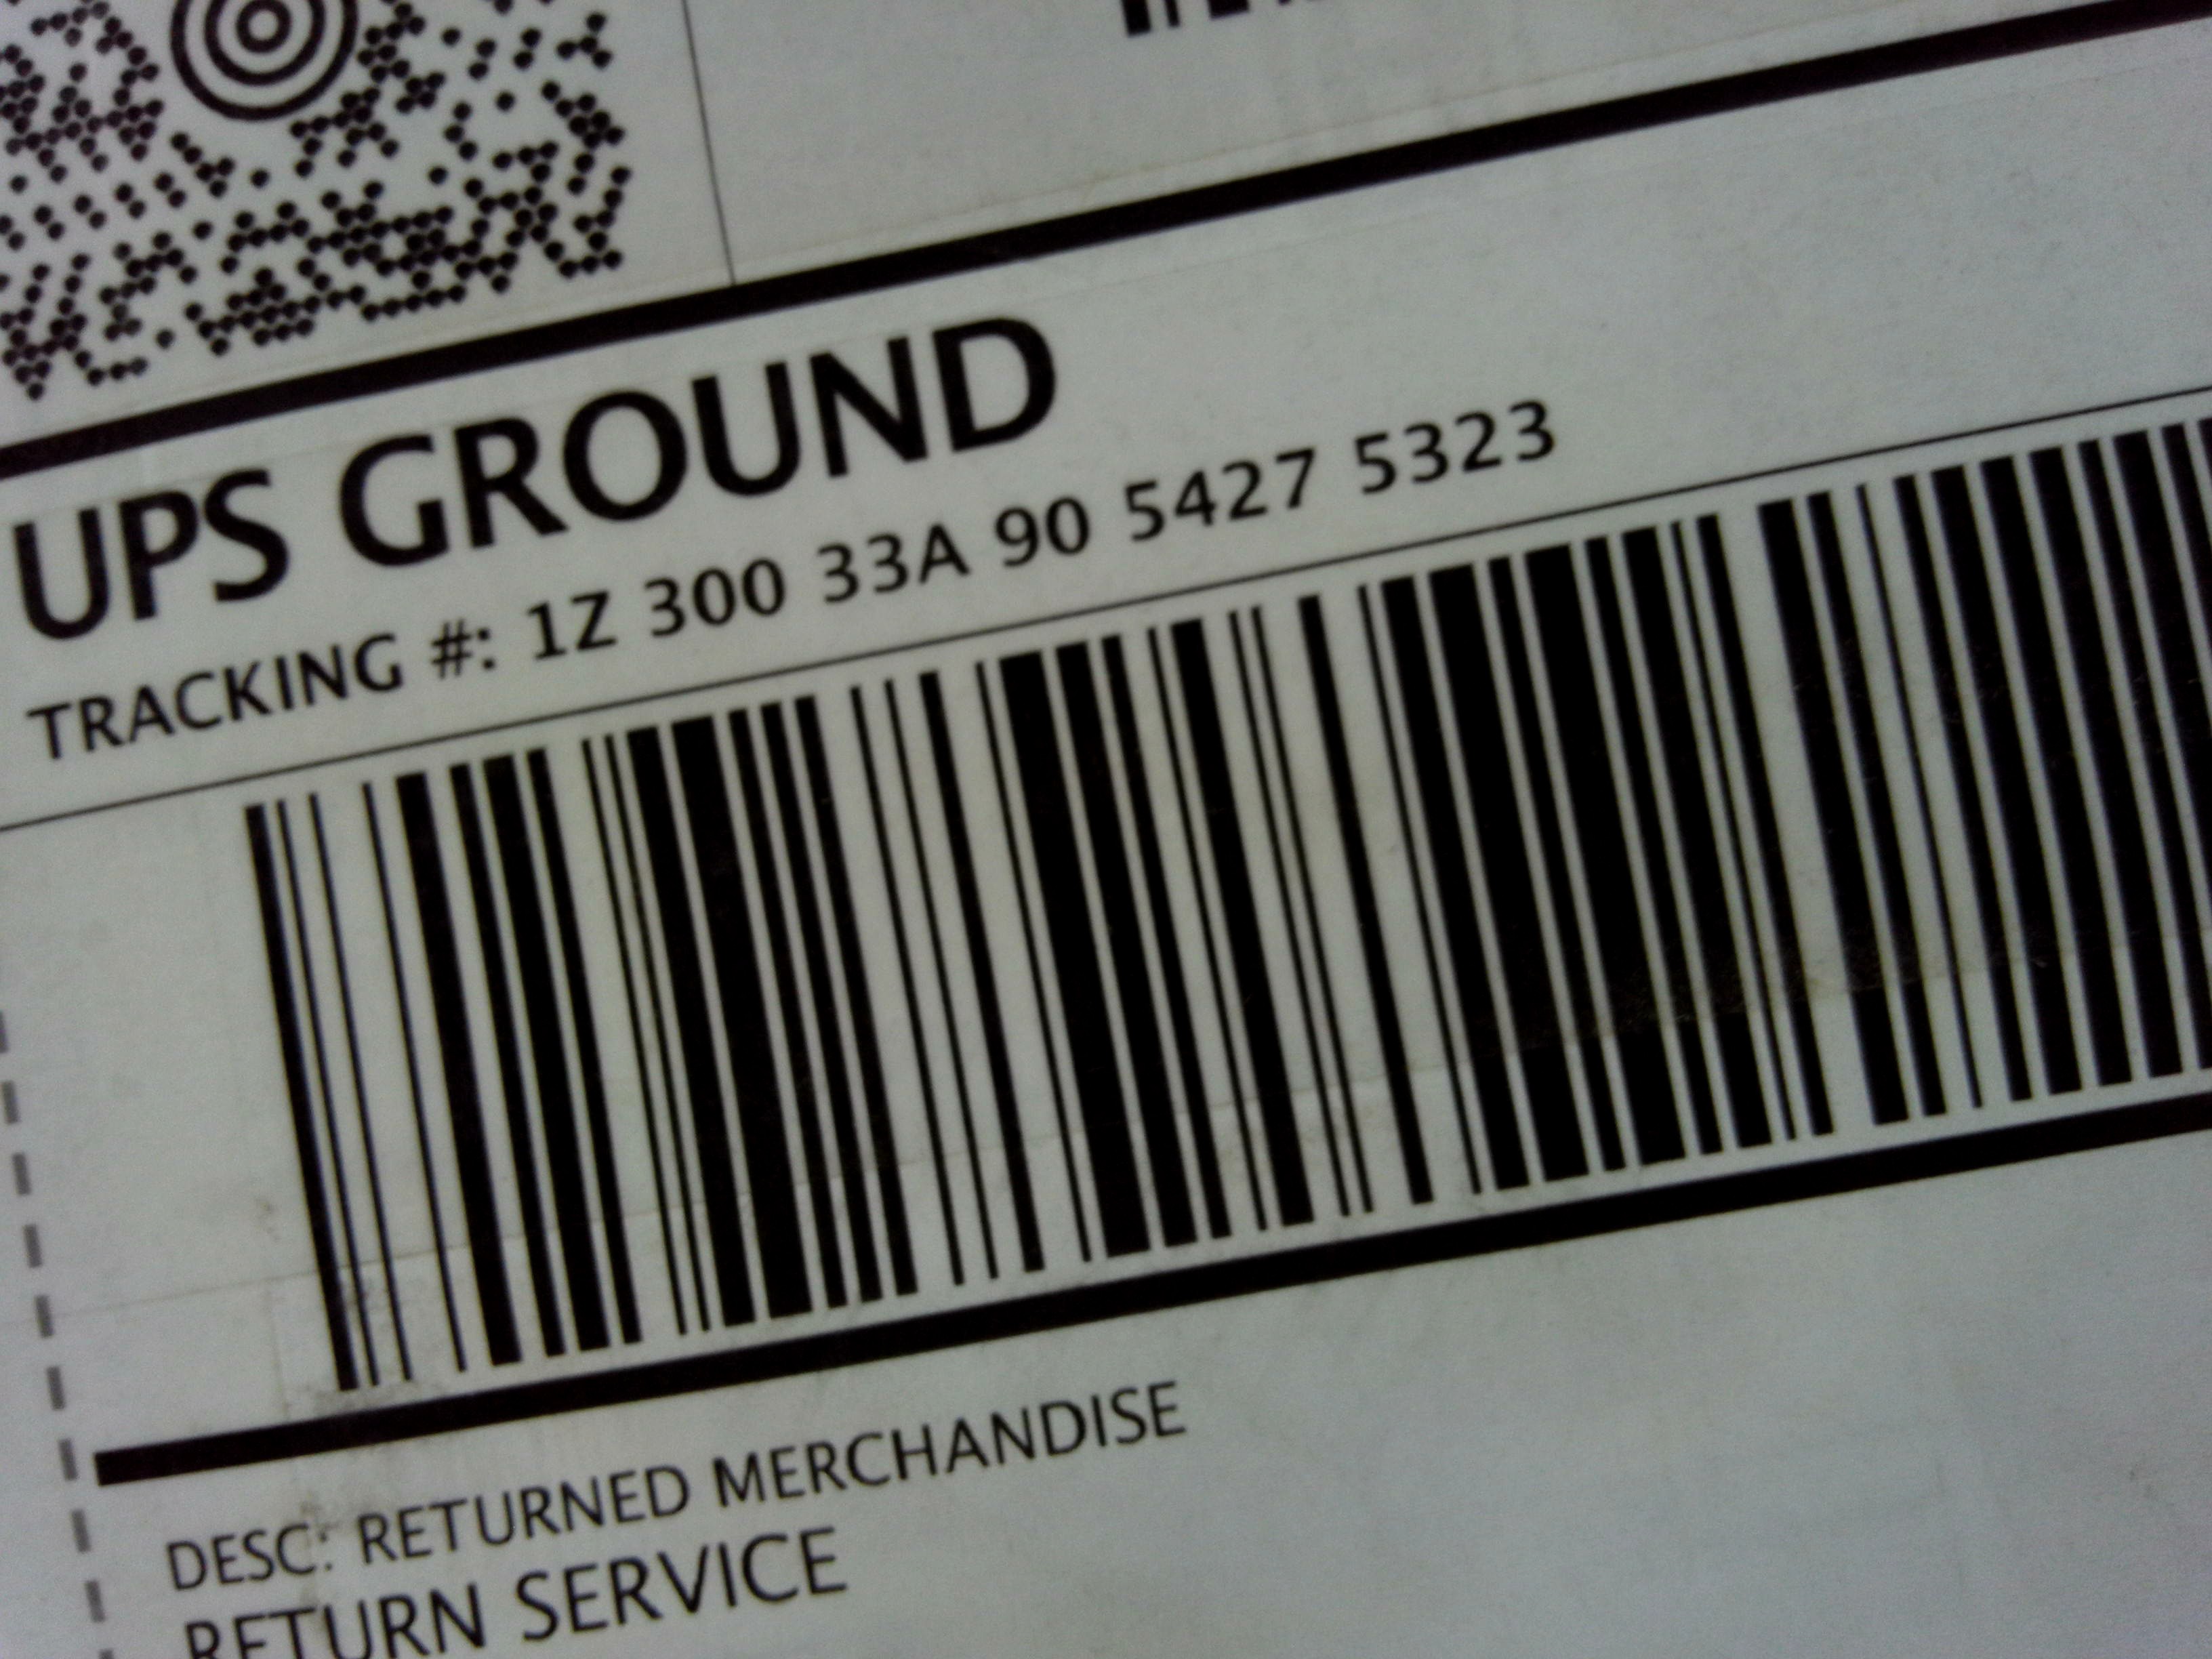 UPS GROUND
TRACKING #: 1Z 300 33A 90 5427 5323
DESC: RETURNED MERCHANDISE
RETURN SERVICE